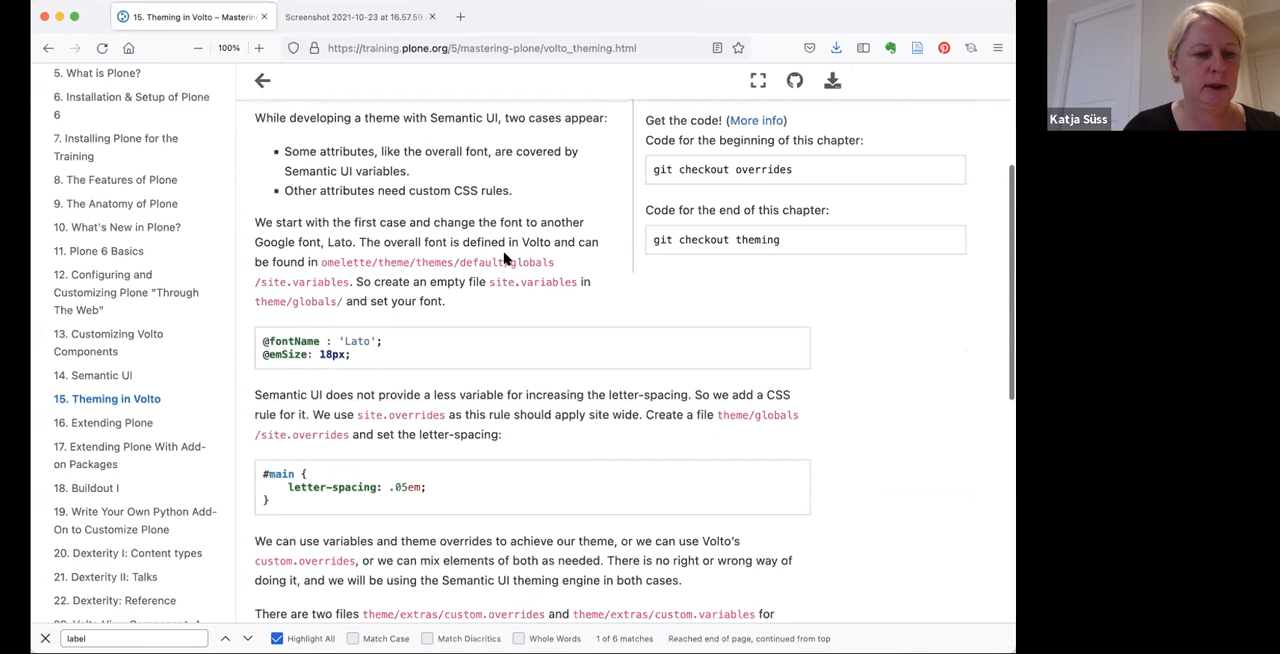 15. Theming in Volto – Masterin
Screenshot 2021-10-23 at 16.57.59
100%
https://training.plone.org/5/mastering-plone/volto_theming.html
5. What is Plone?
6. Installation & Setup of Plone
6
7. Installing Plone for the
Training
8. The Features of Plone
9. The Anatomy of Plone
10. What's New in Plone?
11. Plone 6 Basics
12. Configuring and
Customizing Plone "Through
The Web"
13. Customizing Volto
Components
14. Semantic UI
15. Theming in Volto
16. Extending Plone
17. Extending Plone With Add-
on Packages
18. Buildout I
19. Write Your Own Python Add-
On to Customize Plone
20. Dexterity I: Content types
21. Dexterity II: Talks
22. Dexterity: Reference
While developing a theme with Semantic UI, two cases appear:
Some attributes, like the overall font, are covered by
Semantic UI variables.
Other attributes need custom CSS rules.
We start with the first case and change the font to another
Google font, Lato. The overall font is defined in Volto and can
be found in omelette/theme/themes/default/globals
/site.variables. So create an empty file site.variables in
theme/globals/ and set your font.
@fontName : 'Lato';
@emSize: 18px;
Semantic UI does not provide a less variable for increasing the letter-spacing. So we add a CSS
rule for it. We use site.overrides as this rule should apply site wide. Create a file theme/globals
/site.overrides and set the letter-spacing:
#main {
letter-spacing: .05em;
}
We can use variables and theme overrides to achieve our theme, or we can use Volto's
custom.overrides, or we can mix elements of both as needed. There is no right or wrong way of
doing it, and we will be using the Semantic UI theming engine in both cases.
There are two files theme/extras/custom.overrides and theme/extras/custom.variables for
Get the code! (More info)
Code for the beginning of this chapter:
git checkout overrides
Code for the end of this chapter:
git checkout theming
label
Highlight All
Match Case
Match Diacritics
Whole Words
1 of 6 matches
Reached end of page, continued from top
Katja Süss